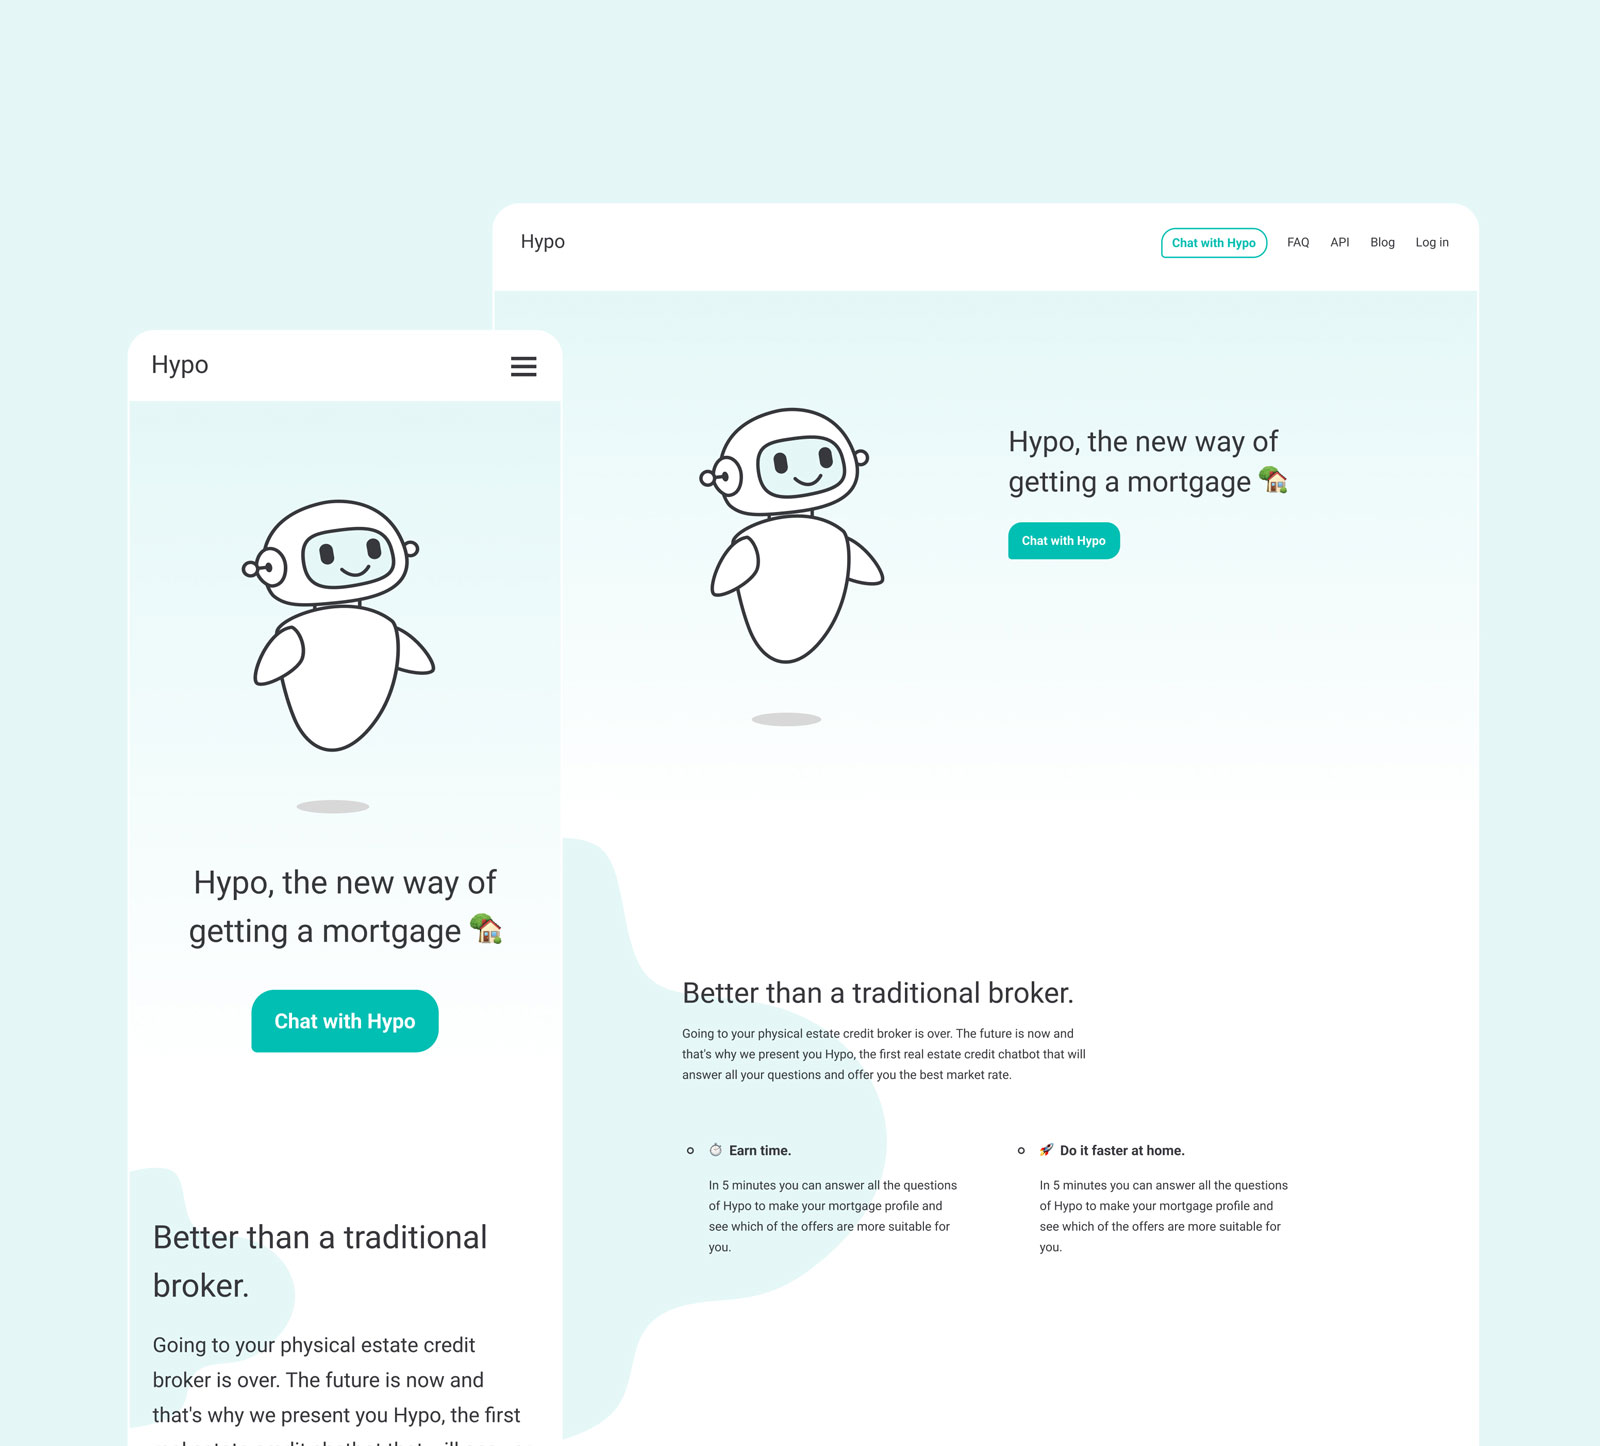 Hypo
Chat with Hypo
FAQ
API
Blog
Log in
Hypo, the new way of
getting a mortgage
Chat with Hypo
Better than a traditional broker.
Going to your physical estate credit broker is over. The future is now and
that's why we present you Hypo, the first real estate credit chatbot that will
answer all your questions and offer you the best market rate.
Earn time.
In 5 minutes you can answer all the questions
of Hypo to make your mortgage profile and
see which of the offers are more suitable for
you.
Do it faster at home.
In 5 minutes you can answer all the questions
of Hypo to make your mortgage profile and
see which of the offers are more suitable for
you.
Hypo
Hypo, the new way of
getting a mortgage
Chat with Hypo
Better than a traditional
broker.
Going to your physical estate credit
broker is over. The future is now and
that's why we present you Hypo, the first